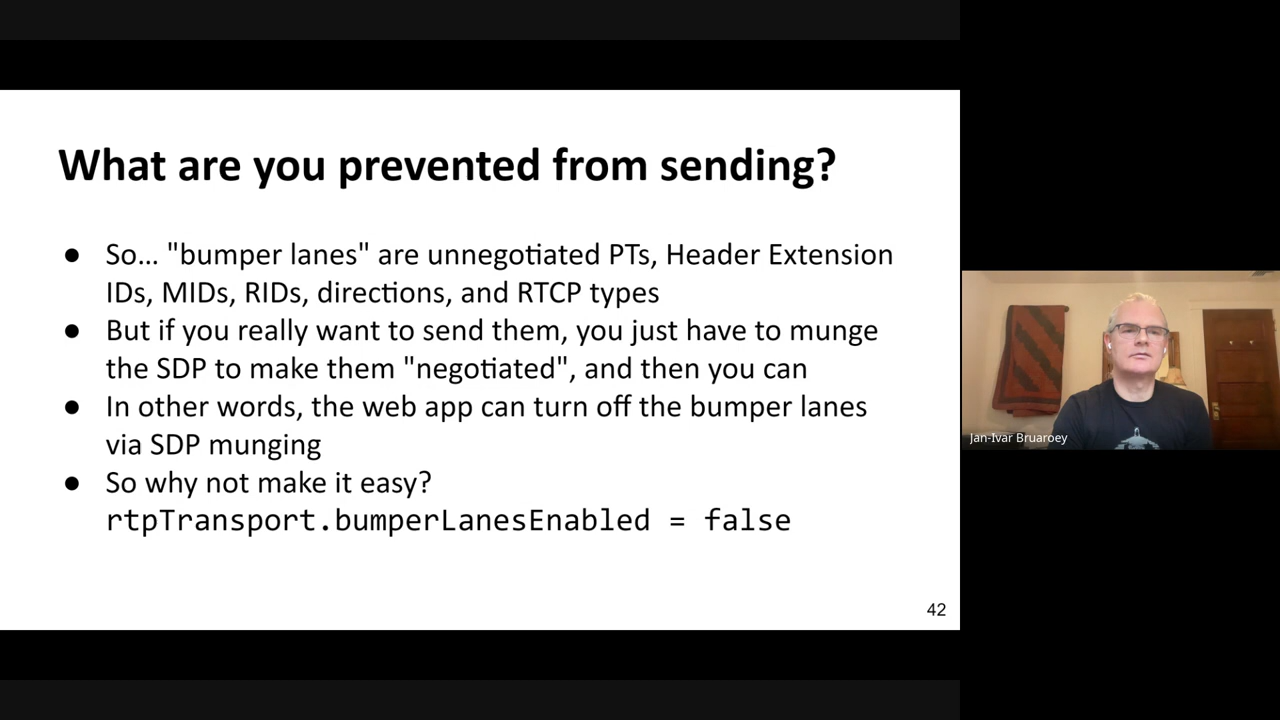 What are you prevented from sending?
● So... "bumper lanes" are unnegotiated PTs, Header Extension
IDs, MIDs, RIDs, directions, and RTCP types
● But if you really want to send them, you just have to munge
the SDP to make them "negotiated", and then you can
● In other words, the web app can turn off the bumper lanes
via SDP munging
● So why not make it easy?
rtpTransport.bumperLanesEnabled = false
42
Jan-Ivar Bruaroey